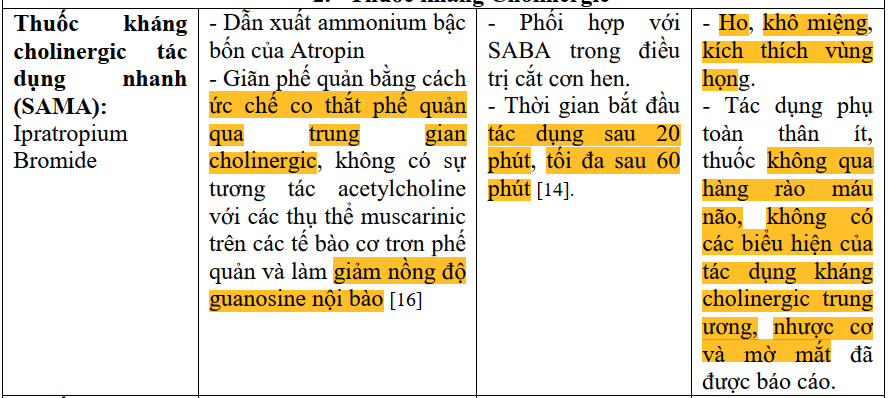 2. Thuốc kháng Cholinergic
Thuốc kháng
cholinergic tác
dụng nhanh
(SAMA):
Ipratropium
Bromide
- Dẫn xuất ammonium bậc
bốn của Atropin
- Giãn phế quản bằng cách
ức chế co thắt phế quản
qua trung gian
cholinergic, không có sự
tương tác acetylcholine
với các thụ thể muscarinic
trên các tế bào cơ trơn phế
quản và làm giảm nồng độ
guanosine nội bào [16]
- Phối hợp với
SABA trong điều
trị cắt cơn hen.
- Thời gian bắt đầu
tác dụng sau 20
phút, tối đa sau 60
phút [14].
- Ho, khô miệng,
kích thích vùng
họng.
- Tác dụng phụ
toàn thân ít,
thuốc không qua
hàng rào máu
não, không có
các biểu hiện của
tác dụng kháng
cholinergic trung
ương, nhược cơ
và mờ mắt đã
được báo cáo.